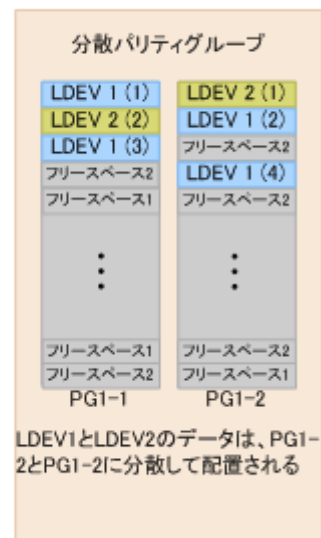 分散パリティグループ
LDEV 1 (1)
LDEV 2 (2)
LDEV 1 (3)
フリースペース2
フリースペース1
フリースペース1
フリースペース2
PG1-1
LDEV 2 (1)
LDEV 1 (2)
フリースペース2
LDEV 1 (4)
フリースペース2
フリースペース2
フリースペース1
PG1-2
LDEV1とLDEV2のデータは、PG1-
2とPG1-2に分散して配置される